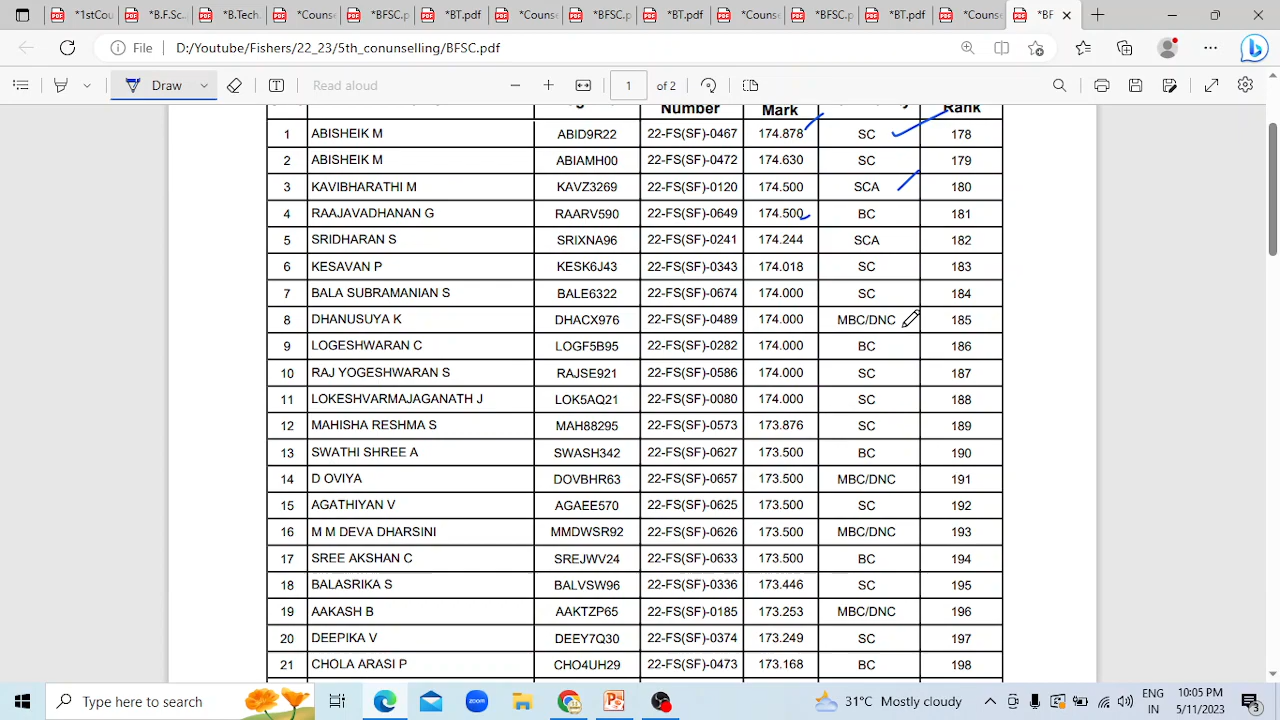 *1stCou
*B.F.Sc
*B.Tech.
*Counse
*BFSC.p
*BT.pdf
*Counse
*BFSC.p
*BT.pdf
*Counse
*BFSC.p
*BT.pdf
*Counse
*BF
File D:/Youtube/Fishers/22_23/5th_conunselling/BFSC.pdf
Draw Read aloud 1 of 2
Number Mark Rank
1 ABISHEIK M ABID9R22 22-FS(SF)-0467 174.878 SC 178
2 ABISHEIK M ABIAMH00 22-FS(SF)-0472 174.630 SC 179
3 KAVIBHARATHI M KAVZ3269 22-FS(SF)-0120 174.500 SCA 180
4 RAAJAVADHANAN G RAARV590 22-FS(SF)-0649 174.500 BC 181
5 SRIDHARAN S SRIXNA96 22-FS(SF)-0241 174.244 SCA 182
6 KESAVAN P KESK6J43 22-FS(SF)-0343 174.018 SC 183
7 BALA SUBRAMANIAN S BALE6322 22-FS(SF)-0674 174.000 SC 184
8 DHANUSUYA K DHACX976 22-FS(SF)-0489 174.000 MBC/DNC 185
9 LOGESHWARAN C LOGF5B95 22-FS(SF)-0282 174.000 BC 186
10 RAJ YOGESHWARAN S RAJSE921 22-FS(SF)-0586 174.000 SC 187
11 LOKESHVARMAJAGANATH J LOK5AQ21 22-FS(SF)-0080 174.000 SC 188
12 MAHISHA RESHMA S MAH88295 22-FS(SF)-0573 173.876 SC 189
13 SWATHI SHREE A SWASH342 22-FS(SF)-0627 173.500 BC 190
14 D OVIYA DOVBHR63 22-FS(SF)-0657 173.500 MBC/DNC 191
15 AGATHIYAN V AGAEE570 22-FS(SF)-0625 173.500 SC 192
16 M M DEVA DHARSINI MMDWSR92 22-FS(SF)-0626 173.500 MBC/DNC 193
17 SREE AKSHAN C SREJWV24 22-FS(SF)-0633 173.500 BC 194
18 BALASRIKA S BALVSW96 22-FS(SF)-0336 173.446 SC 195
19 AAKASH B AAKTZP65 22-FS(SF)-0185 173.253 MBC/DNC 196
20 DEEPIKA V DEEY7Q30 22-FS(SF)-0374 173.249 SC 197
21 CHOLA ARASI P CHO4UH29 22-FS(SF)-0473 173.168 BC 198
Type here to search zoom 31°C Mostly cloudy ENG 10:05 PM
IN 5/11/2023 3